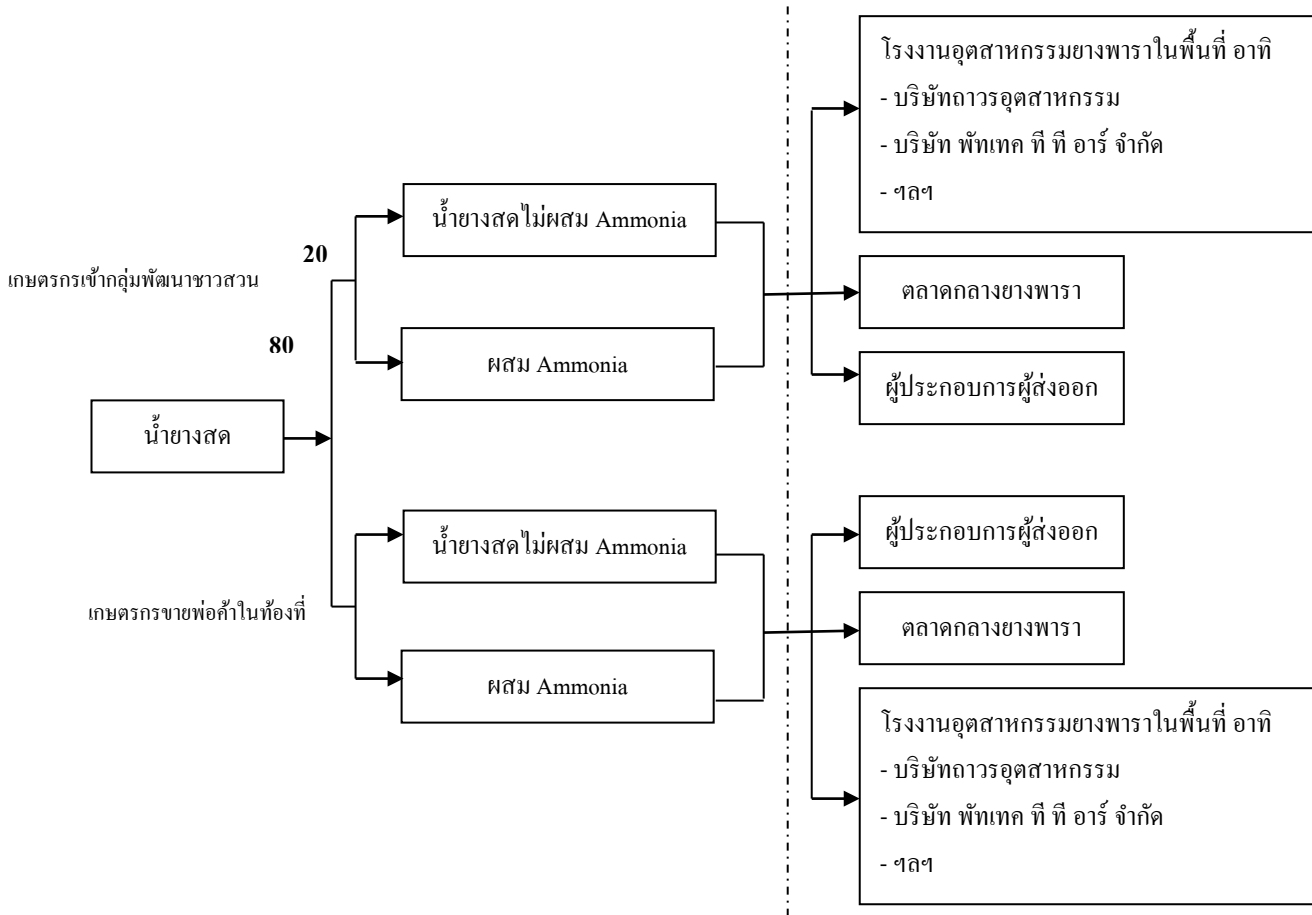 โรงงานอุตสาหกรรมยางพาราในพื้นที่ อาทิ
- บริษัทถาวรอุตสาหกรรม
- บริษัท พัทเทค ที ที อาร์ จำกัด
- ฯลฯ
น้ำยางสดไม่ผสม Ammonia
20
เกษตรกรเข้ากลุ่มพัฒนาชาวสวน
ตลาดกลางยางพารา
80
ผสม Ammonia
ผู้ประกอบการผู้ส่งออก
น้ำยางสด
ผู้ประกอบการผู้ส่งออก
น้ำยางสดไม่ผสม Ammonia
เกษตรกรขายพ่อค้าในท้องที่
ตลาดกลางยางพารา
ผสม Ammonia
โรงงานอุตสาหกรรมยางพาราในพื้นที่ อาทิ
- บริษัทถาวรอุตสาหกรรม
- บริษัท พัทเทค ที ที อาร์ จำกัด
- ฯลฯ